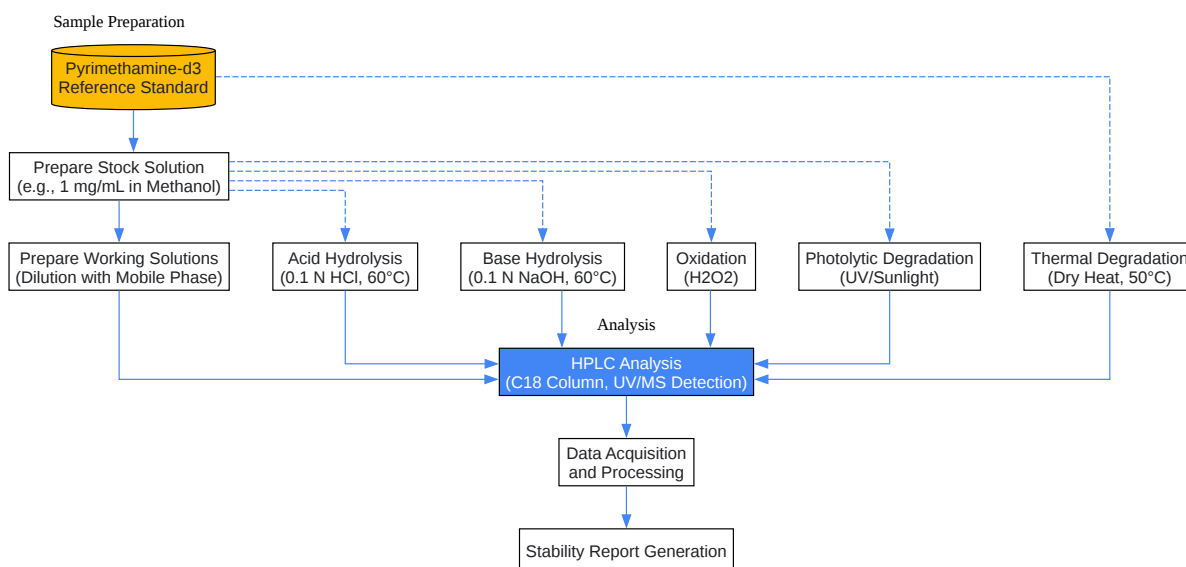 Sample Preparation
Pyrimethamine-d3
Reference Standard
Prepare Stock Solution
(e.g., 1 mg/mL in Methanol)
Prepare Working Solutions
(Dilution with Mobile Phase)
Acid Hydrolysis
(0.1 N HCl, 60°C)
Base Hydrolysis
(0.1 N NaOH, 60°C)
Oxidation
(H2O2)
Photolytic Degradation
(UV/Sunlight)
Thermal Degradation
(Dry Heat, 50°C)
Analysis
HPLC Analysis
(C18 Column, UV/MS Detection)
Data Acquisition
and Processing
Stability Report Generation